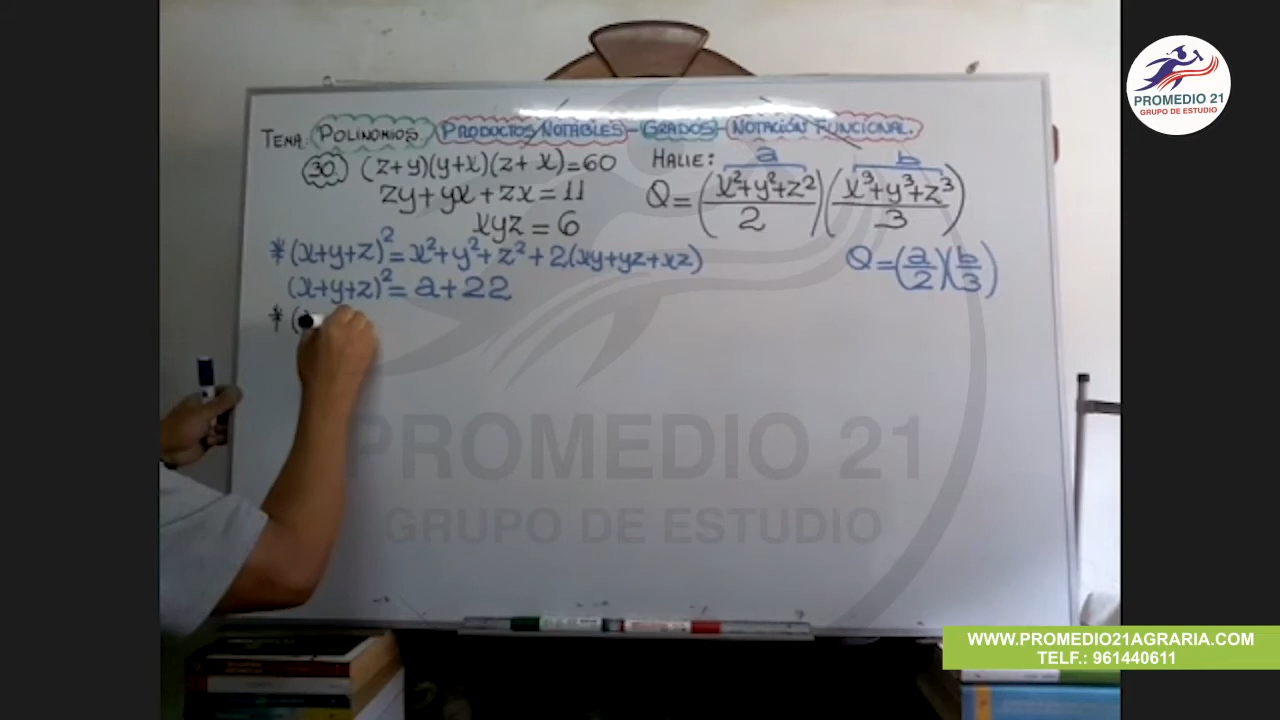 PROMEDIO 21
GRUPO DE ESTUDIO
TEMA: POLINOMIOS PRODUCTOS NOTABLES - GRADOS - NOTACIÓN FUNCIONAL.
30. (z+y)(y+x)(z+x)=60
zy+yx+zx=11
xyz=6
HALLE:
a b
Q=((x²+y²+z²)/2)((x³+y³+z³)/3)
*(x+y+z)²=x²+y²+z²+2(xy+yz+xz)
Q=(a/2)(b/3)
(x+y+z)²=a+22
*(
PROMEDIO 21
GRUPO DE ESTUDIO
WWW.PROMEDIO21AGRARIA.COM
TELF.: 961440611